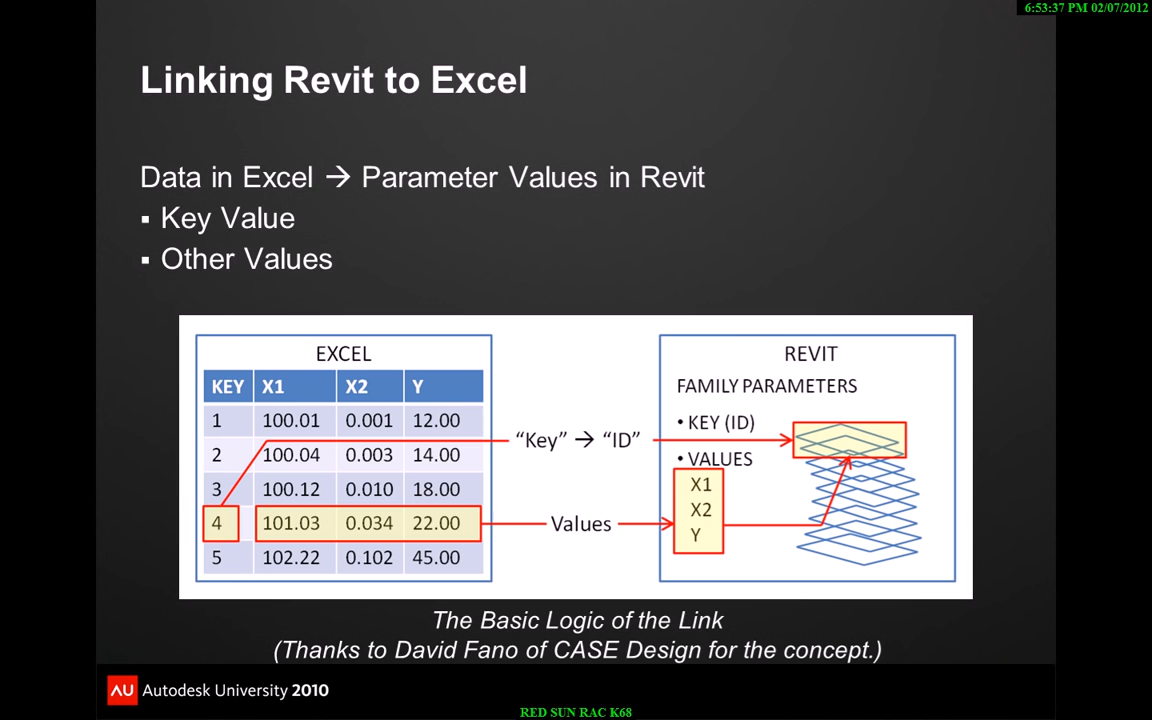 6:53:37 PM 02/07/2012
Linking Revit to Excel
Data in Excel → Parameter Values in Revit
▪ Key Value
▪ Other Values
EXCEL
KEY X1 X2 Y
1 100.01 0.001 12.00
2 100.04 0.003 14.00
3 100.12 0.010 18.00
4 101.03 0.034 22.00
5 102.22 0.102 45.00
“Key” → “ID”
Values
REVIT
FAMILY PARAMETERS
• KEY (ID)
• VALUES
X1
X2
Y
The Basic Logic of the Link
(Thanks to David Fano of CASE Design for the concept.)
AU Autodesk University 2010
RED SUN RAC K68